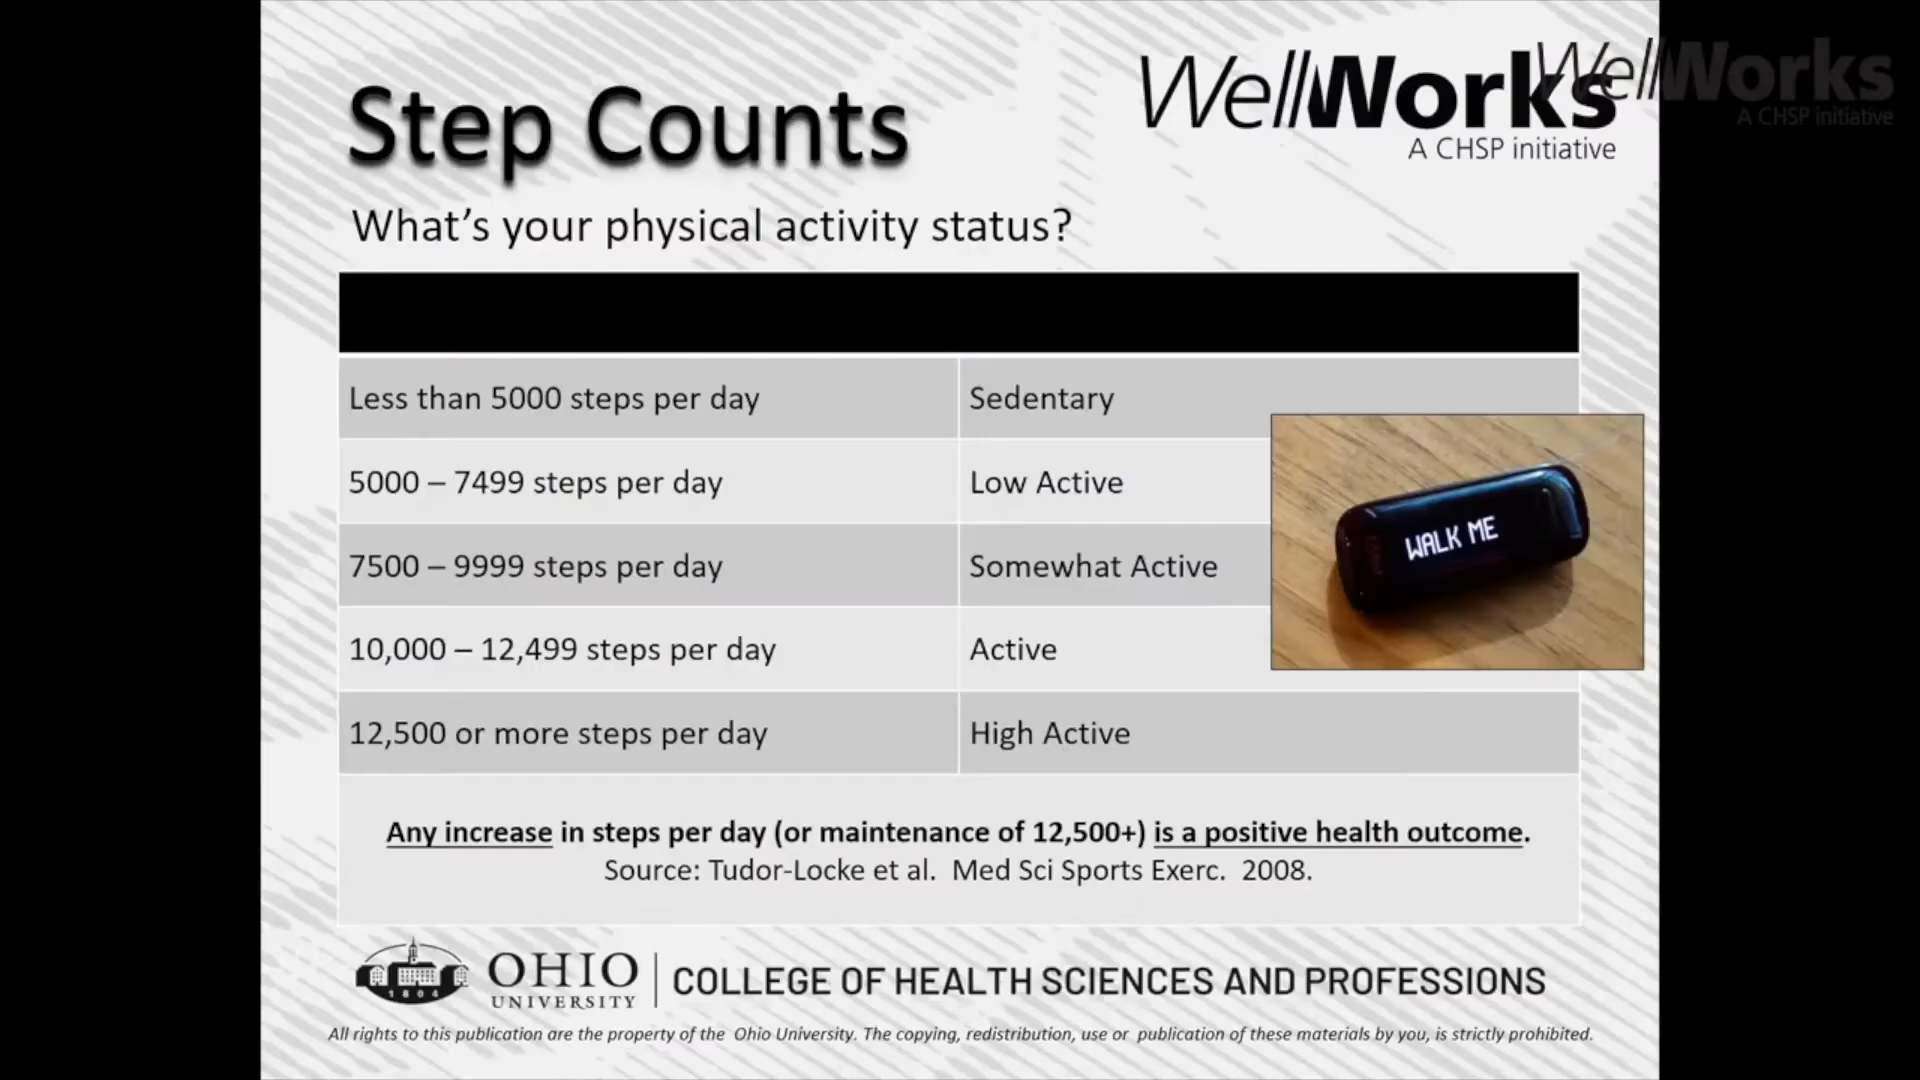 Step Counts
WellWorks
A CHSP initiative
WellWorks
A CHSP initiative
What's your physical activity status?
Less than 5000 steps per day
Sedentary
5000 – 7499 steps per day
Low Active
7500 – 9999 steps per day
Somewhat Active
10,000 – 12,499 steps per day
Active
12,500 or more steps per day
High Active
WALK ME
Any increase in steps per day (or maintenance of 12,500+) is a positive health outcome.
Source: Tudor-Locke et al. Med Sci Sports Exerc. 2008.
1804
OHIO
UNIVERSITY
COLLEGE OF HEALTH SCIENCES AND PROFESSIONS
All rights to this publication are the property of the Ohio University. The copying, redistribution, use or publication of these materials by you, is strictly prohibited.